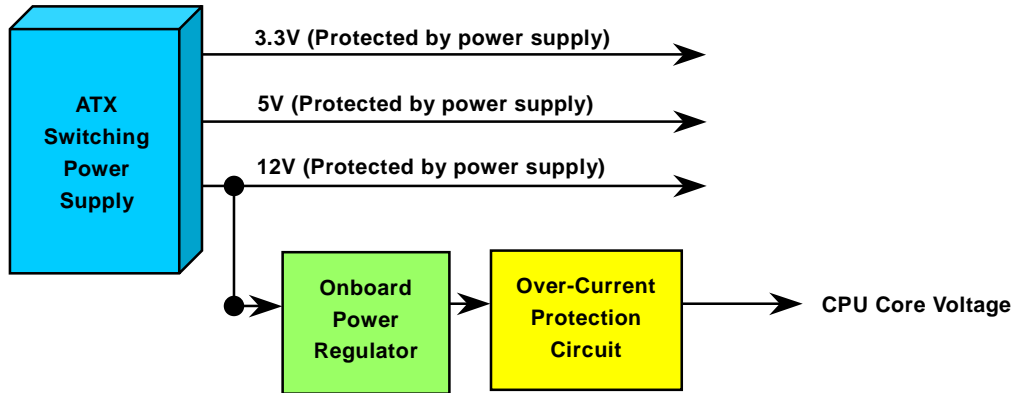 3.3V (Protected by power supply)
ATX
Switching
Power
Supply
5V (Protected by power supply)
12V (Protected by power supply)
Onboard
Power
Regulator
Over-Current
Protection
Circuit
CPU Core Voltage